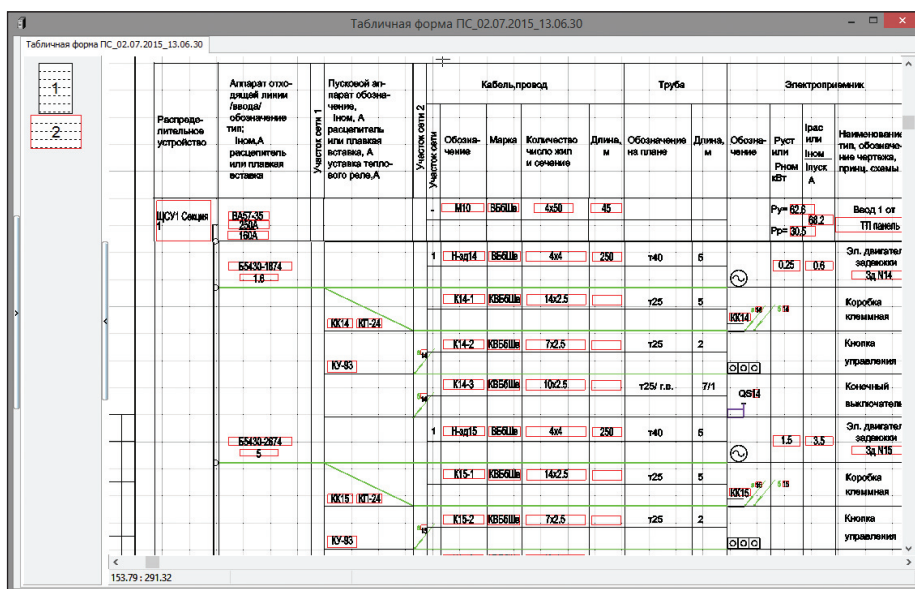 Табличная форма ПС_02.07.2015_13.06.30
Табличная форма ПС_02.07.2015_13.06.30
1
2
Распреде-
лительное
устройство
Аппарат отхо-
дящей линии
/ввода/
обозначение
тип;
Iном,А
расцепитель
или плавкая
вставка
Участок сети 1
Пусковой ап-
парат обозна-
чение,
Iном, А
расцепитель
или плавкая
вставка, А
уставка тепло-
вого реле,А
Участок сети 2
Участок сети
Кабель,провод
Обозна-
чение
Марка
Количество
число жил
и сечение
Длина,
м
Труба
Обозначение
на плане
Длина,
м
Электроприемник
Обозна-
чение
Руст
или
Рном
кВт
Iрас
или
Iном
Iпуск
А
Наименование
тип, обозначе-
ние чертежа,
принц. схемы
ЩСУ1 Секция
1
ВА57-35
250А
160А
- М10 ВБбШв 4х50 45
Ру= 62,6
68.2
Рр= 30,5
Ввод 1 от
ТП панель
Б5430-1874
1.6
1 Н-зд14 ВБбШв 4х4 250 т40 5
0.25 0.6
Эл. двигател
задвижки
Зд N14
К14-1 КВБбШв 14х2.5 т25 5
КК14 КП-24
КК14
Коробка
клеммная
К14-2 КВБбШв 7х2.5 т25 2
КУ-93
Кнопка
управления
К14-3 КВБбШв 10х2.5 т25/ г.в. 7/1
QS14
Конечный
выключатель
Б5430-2674
5
1 Н-зд15 ВБбШв 4х4 250 т40 5
1.5 3.5
Эл. двигател
задвижки
Зд N15
К15-1 КВБбШв 14х2.5 т25 5
КК15 КП-24
КК15
Коробка
клеммная
К15-2 КВБбШв 7х2.5 т25 2
КУ-93
Кнопка
управления
153.79 : 291.32